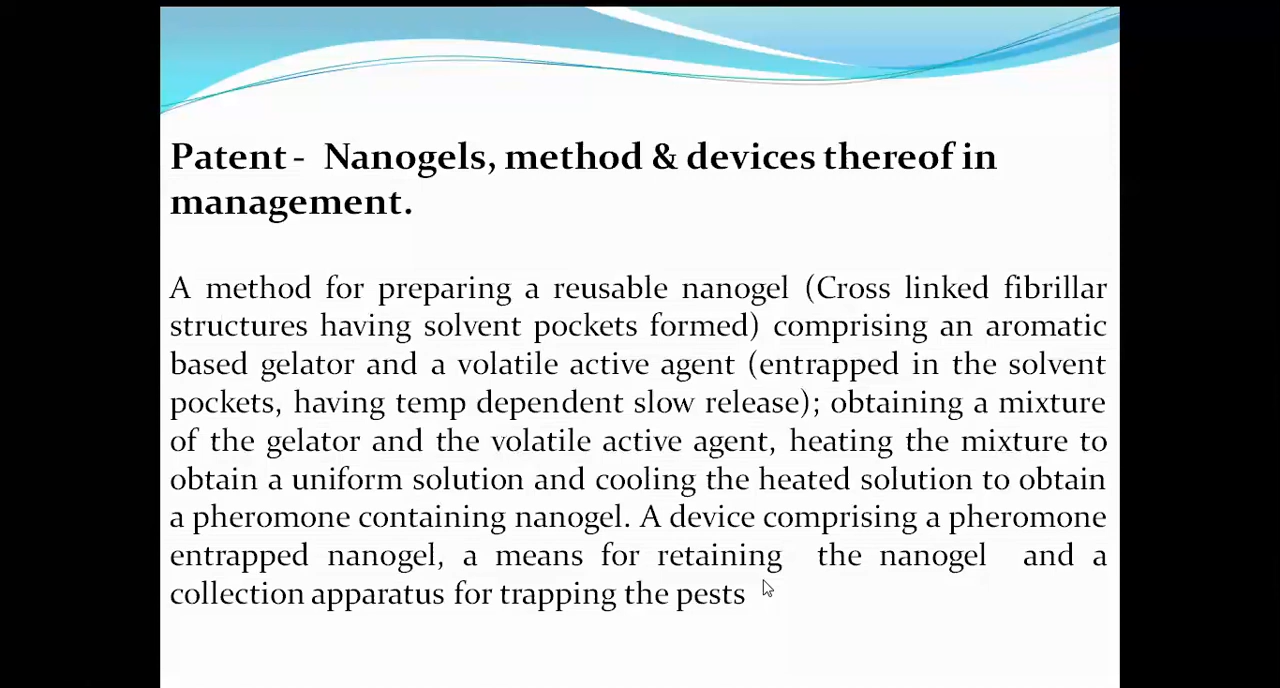 Patent - Nanogels, method & devices thereof in
management.
A method for preparing a reusable nanogel (Cross linked fibrillar
structures having solvent pockets formed) comprising an aromatic
based gelator and a volatile active agent (entrapped in the solvent
pockets, having temp dependent slow release); obtaining a mixture
of the gelator and the volatile active agent, heating the mixture to
obtain a uniform solution and cooling the heated solution to obtain
a pheromone containing nanogel. A device comprising a pheromone
entrapped nanogel, a means for retaining the nanogel and a
collection apparatus for trapping the pests